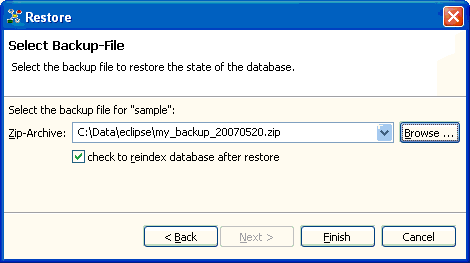 Restore
Select Backup-File
Select the backup file to restore the state of the database.
Select the backup file for "sample":
Zip-Archive: C:\Data\eclipse\my_backup_20070520.zip Browse ...
check to reindex database after restore
< Back Next > Finish Cancel